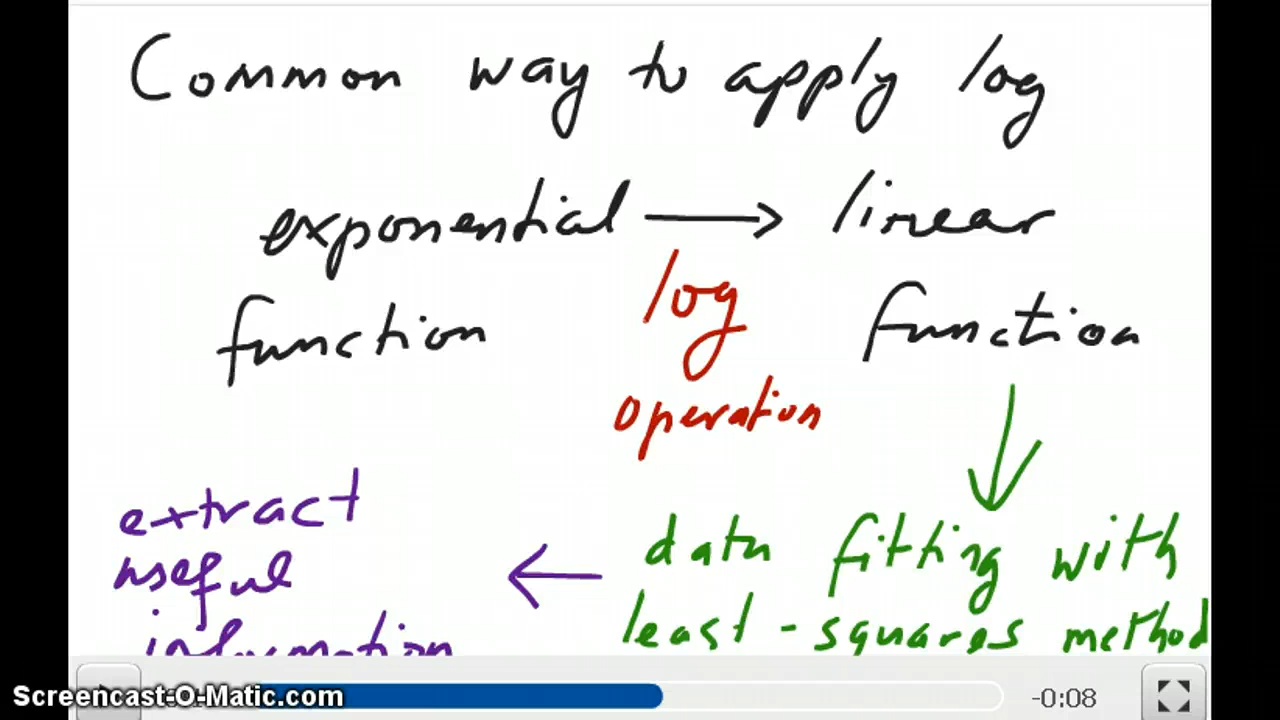 Common way to apply log
exponential → linear
function log function
operation
extract data fitting with
useful ← least-squares method
information
Screencast-O-Matic.com -0:08